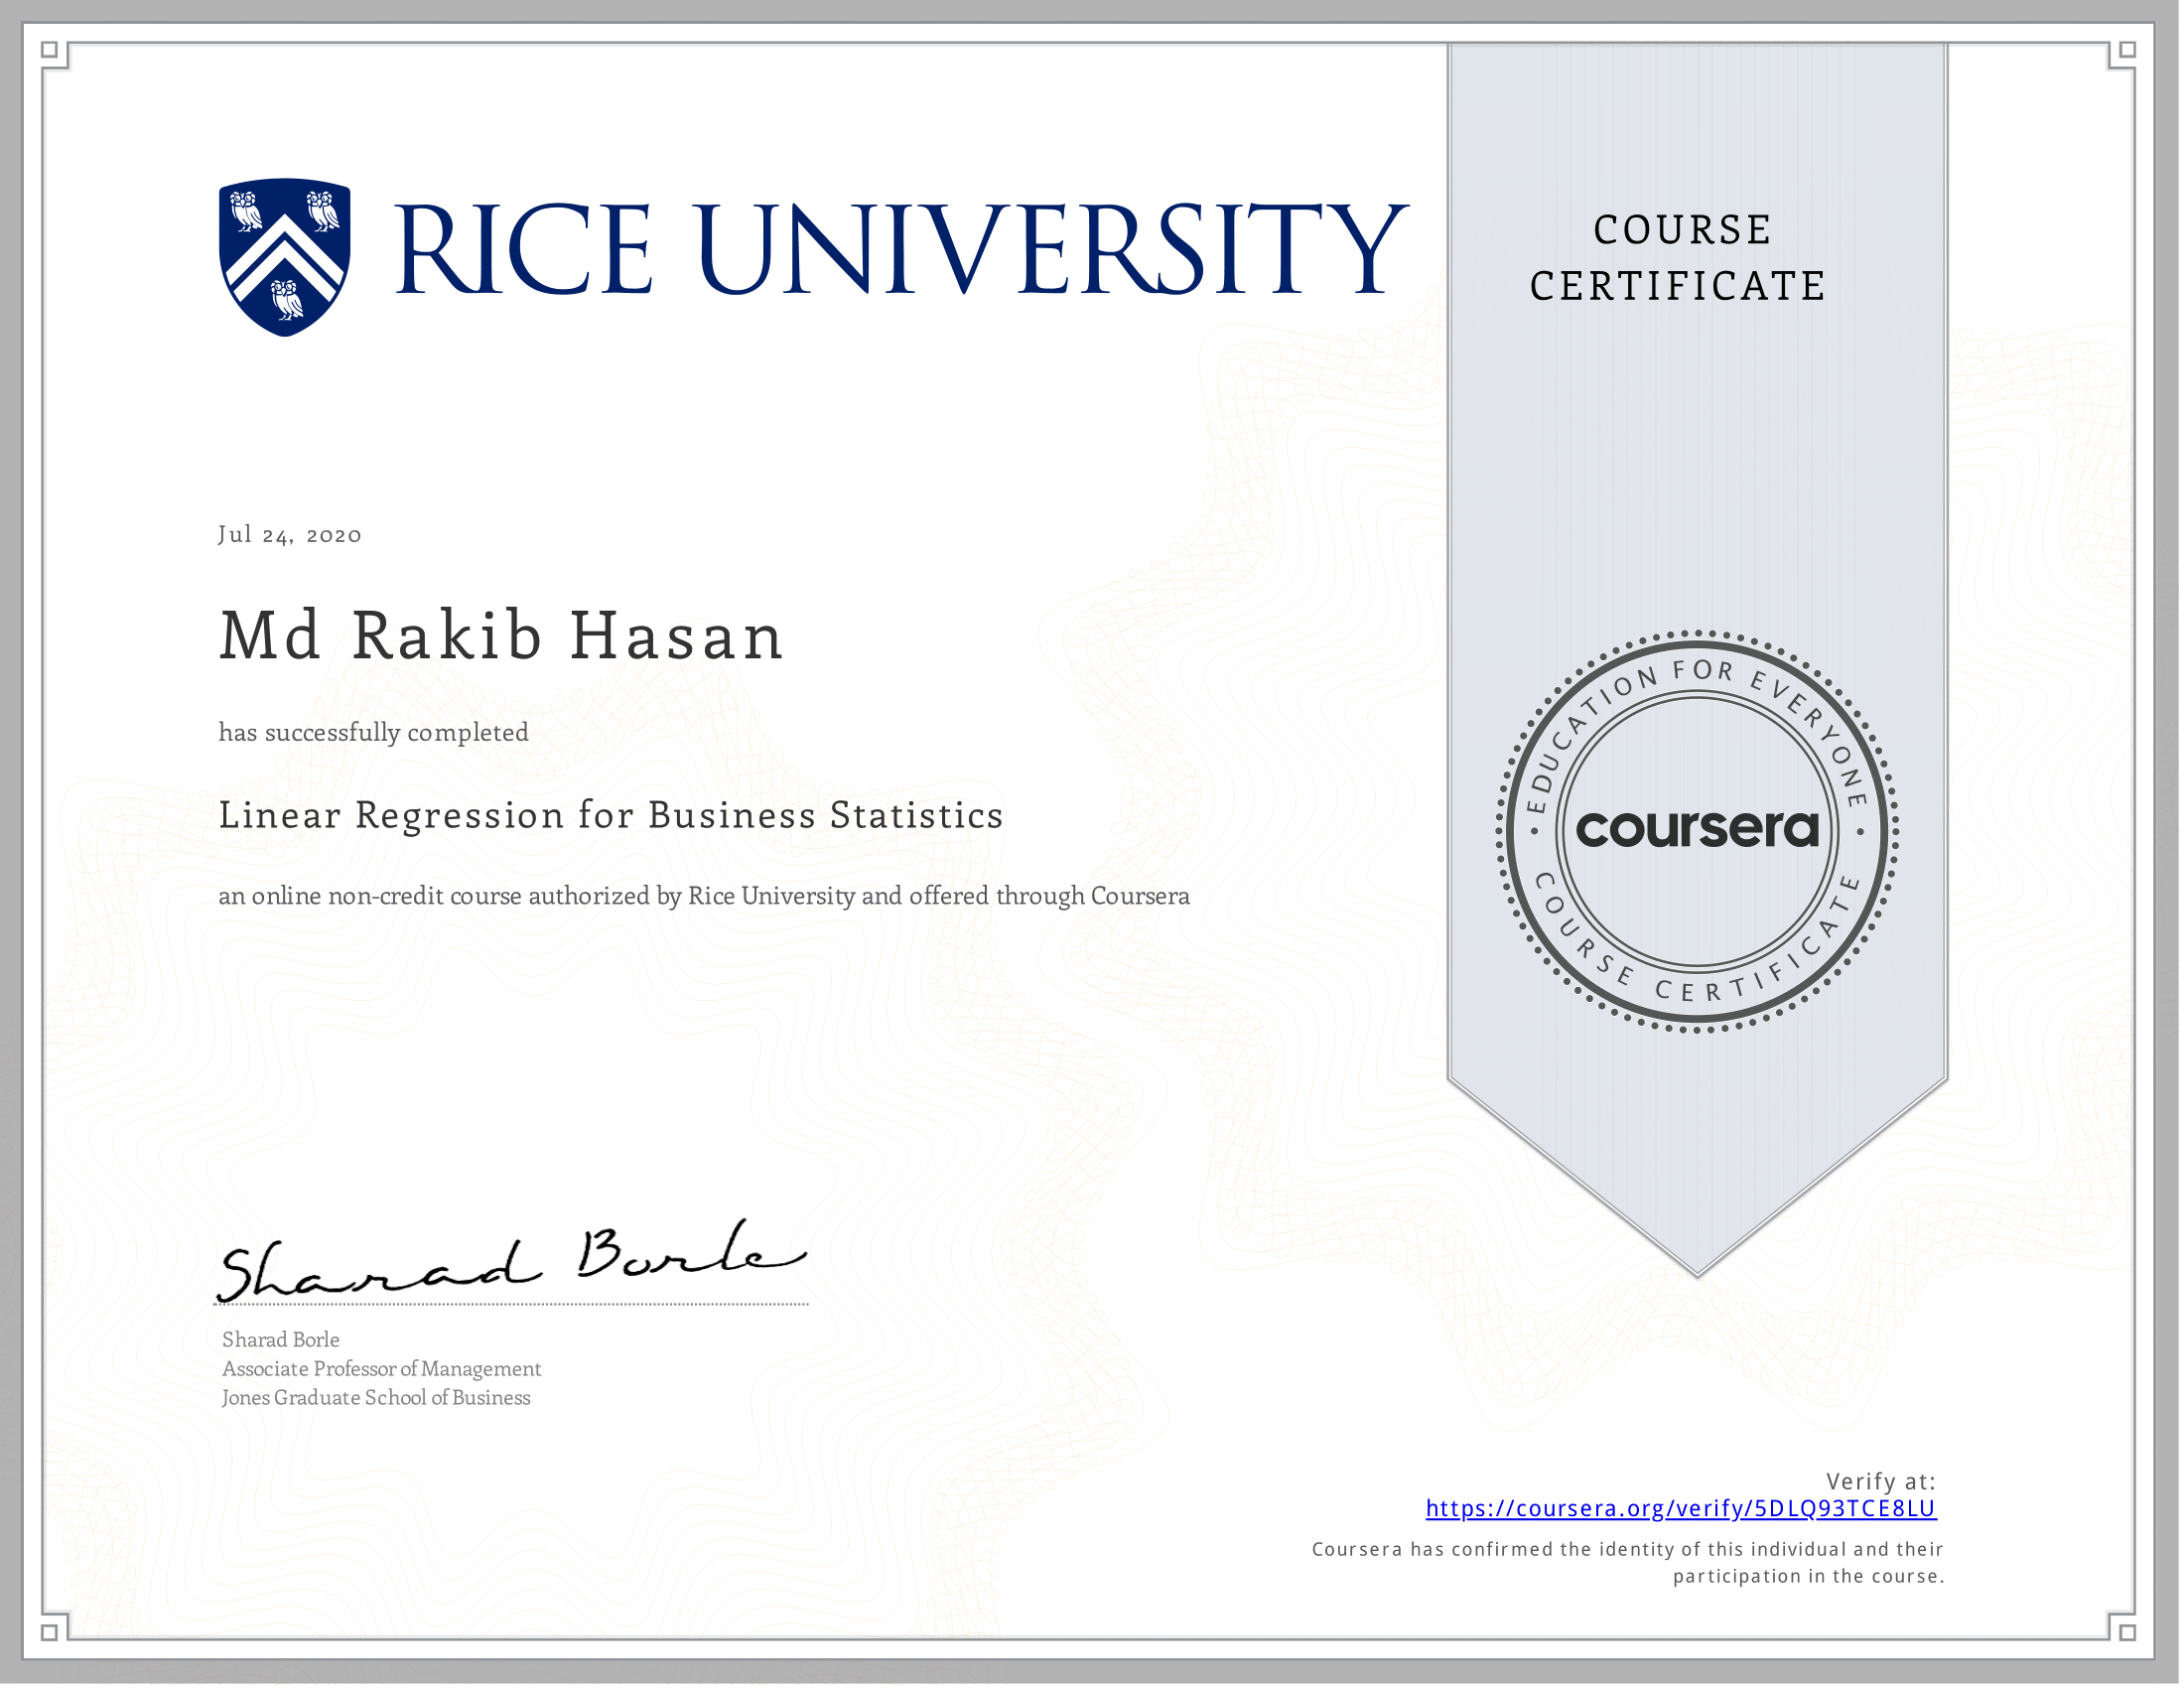 RICE UNIVERSITY
COURSE
CERTIFICATE
Jul 24, 2020
Md Rakib Hasan
has successfully completed
Linear Regression for Business Statistics
an online non-credit course authorized by Rice University and offered through Coursera
EDUCATION FOR EVERYONE
coursera
COURSE CERTIFICATE
Sharad Borle
Sharad Borle
Associate Professor of Management
Jones Graduate School of Business
Verify at:
https://coursera.org/verify/5DLQ93TCE8LU
Coursera has confirmed the identity of this individual and their
participation in the course.